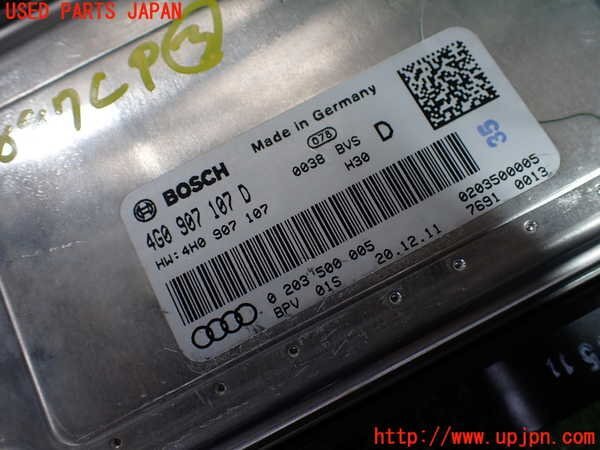 USED PARTS JAPAN
BOSCH
Made in Germany
078
4G0 907 107 D
0038 BVS D
HW:4H0 907 107
H30
35
0 203 500 005
20.12.11
0203500005
BPV 01S
7691 0013
http://www.upjpn.com/